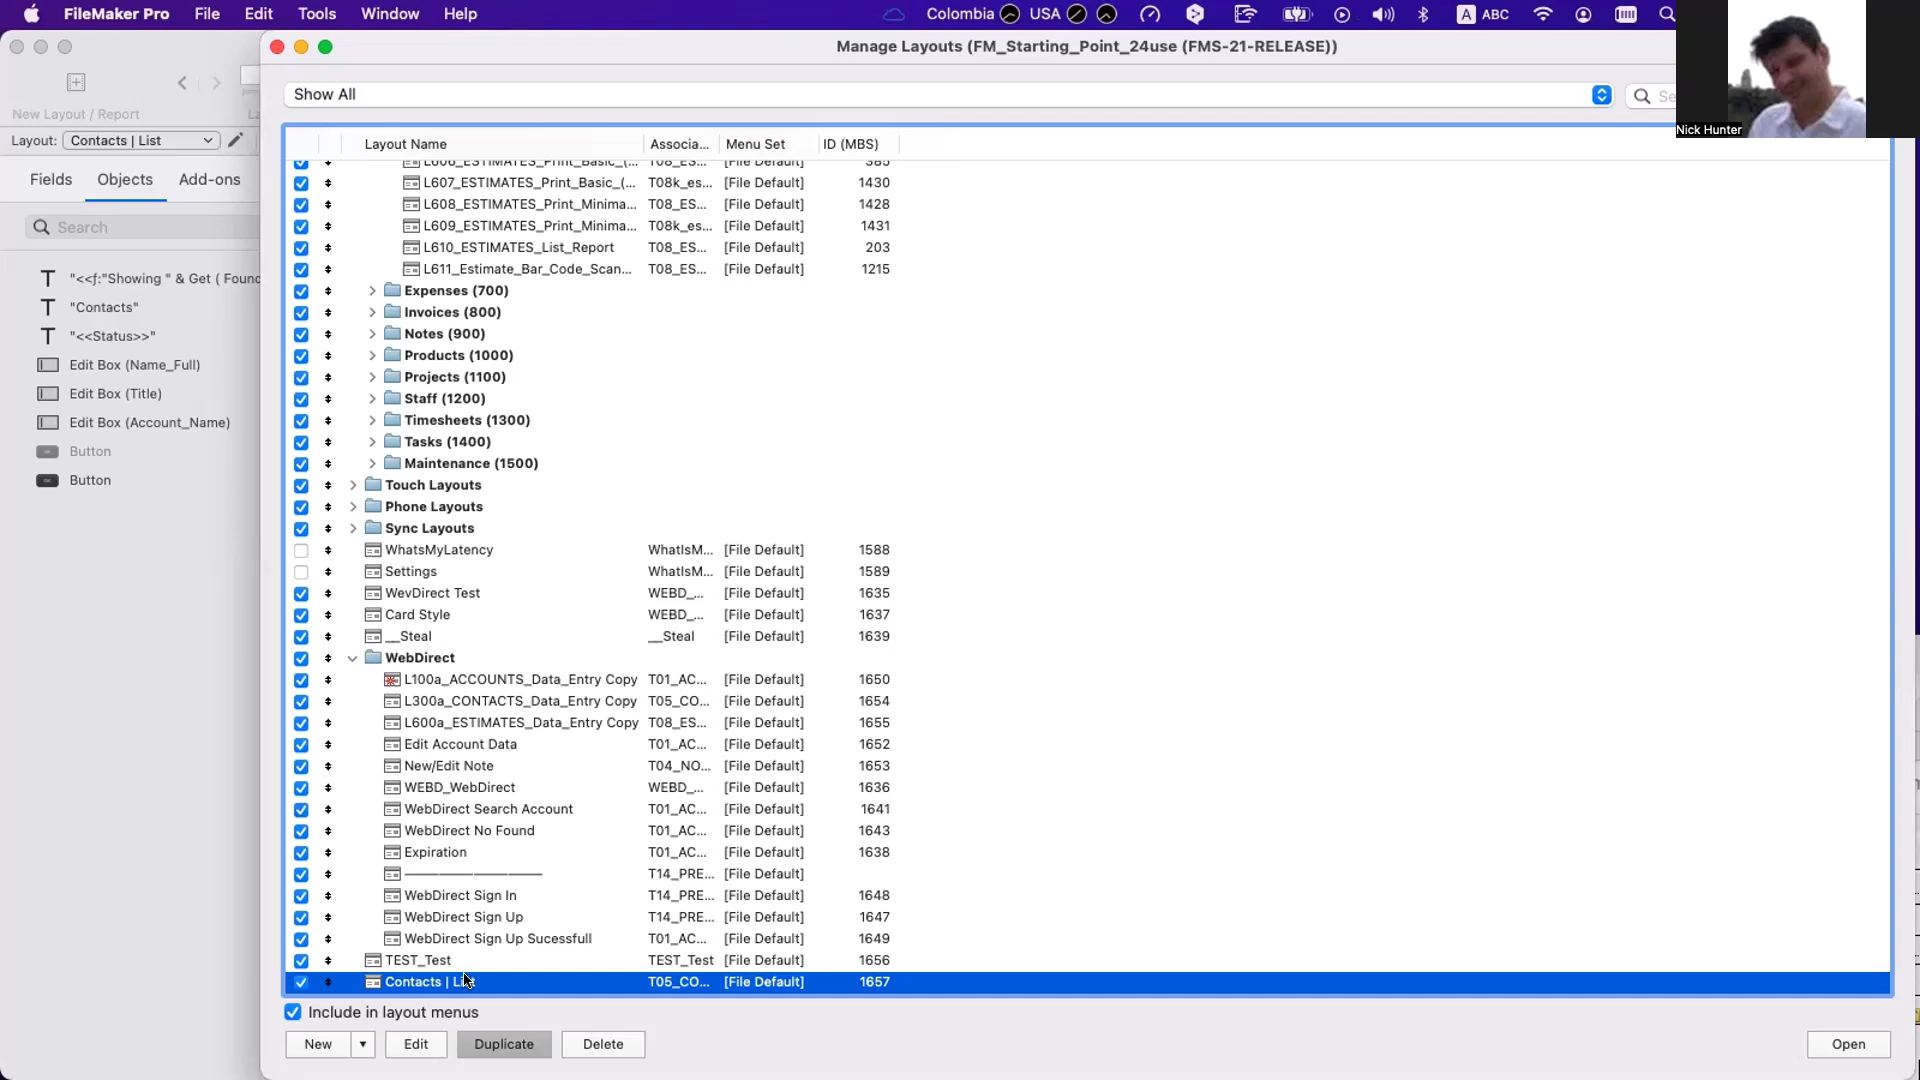 FileMaker Pro File Edit Tools Window Help Colombia USA A ABC
Manage Layouts (FM_Starting_Point_24use (FMS-21-RELEASE))
Nick Hunter
New Layout / Report
Layout: Contacts | List
Fields Objects Add-ons
Search
"<<f:"Showing " & Get ( Foun
"Contacts"
"<<Status>>"
Edit Box (Name_Full)
Edit Box (Title)
Edit Box (Account_Name)
Button
Button
Show All
Layout Name Associa... Menu Set ID (MBS)
L606_ESTIMATES_Print_Basic_(... T08_ES... [File Default] 385
L607_ESTIMATES_Print_Basic_(... T08k_es... [File Default] 1430
L608_ESTIMATES_Print_Minima... T08_ES... [File Default] 1428
L609_ESTIMATES_Print_Minima... T08k_es... [File Default] 1431
L610_ESTIMATES_List_Report T08_ES... [File Default] 203
L611_Estimate_Bar_Code_Scan... T08_ES... [File Default] 1215
Expenses (700)
Invoices (800)
Notes (900)
Products (1000)
Projects (1100)
Staff (1200)
Timesheets (1300)
Tasks (1400)
Maintenance (1500)
Touch Layouts
Phone Layouts
Sync Layouts
WhatsMyLatency WhatIsM... [File Default] 1588
Settings WhatIsM... [File Default] 1589
WevDirect Test WEBD_... [File Default] 1635
Card Style WEBD_... [File Default] 1637
__Steal __Steal [File Default] 1639
WebDirect
L100a_ACCOUNTS_Data_Entry Copy T01_AC... [File Default] 1650
L300a_CONTACTS_Data_Entry Copy T05_CO... [File Default] 1654
L600a_ESTIMATES_Data_Entry Copy T08_ES... [File Default] 1655
Edit Account Data T01_AC... [File Default] 1652
New/Edit Note T04_NO... [File Default] 1653
WEBD_WebDirect WEBD_... [File Default] 1636
WebDirect Search Account T01_AC... [File Default] 1641
WebDirect No Found T01_AC... [File Default] 1643
Expiration T01_AC... [File Default] 1638
———————————— T14_PRE... [File Default]
WebDirect Sign In T14_PRE... [File Default] 1648
WebDirect Sign Up T14_PRE... [File Default] 1647
WebDirect Sign Up Sucessfull T01_AC... [File Default] 1649
TEST_Test TEST_Test [File Default] 1656
Contacts | List T05_CO... [File Default] 1657
Include in layout menus
New Edit Duplicate Delete Open